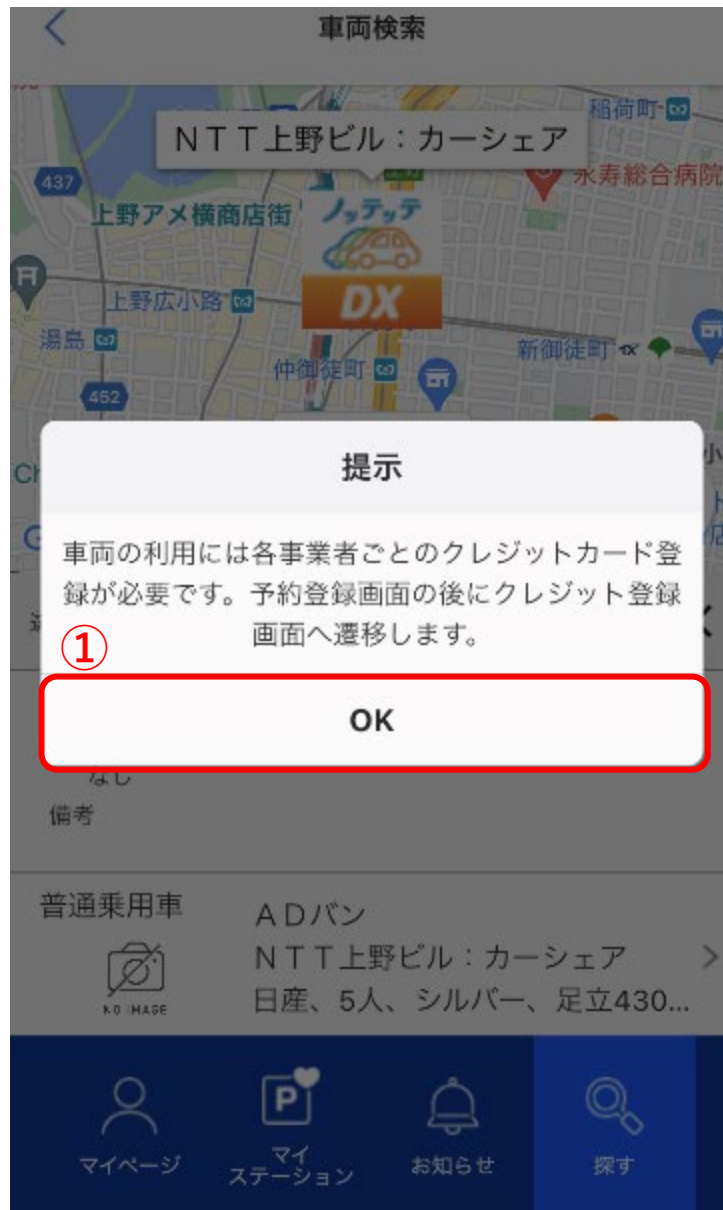 車両検索
稲荷町
NTT上野ビル：カーシェア
437
永寿総合病院
上野アメ横商店街
ノッテッテ
DX
上野広小路
湯島
新御徒町
仲御徒町
452
提示
車両の利用には各事業者ごとのクレジットカード登
録が必要です。予約登録画面の後にクレジット登録
画面へ遷移します。
①
OK
なし
備考
普通乗用車
ADバン
NTT上野ビル：カーシェア
NO IMAGE
日産、5人、シルバー、足立430...
マイページ
P
マイ
ステーション
お知らせ
探す